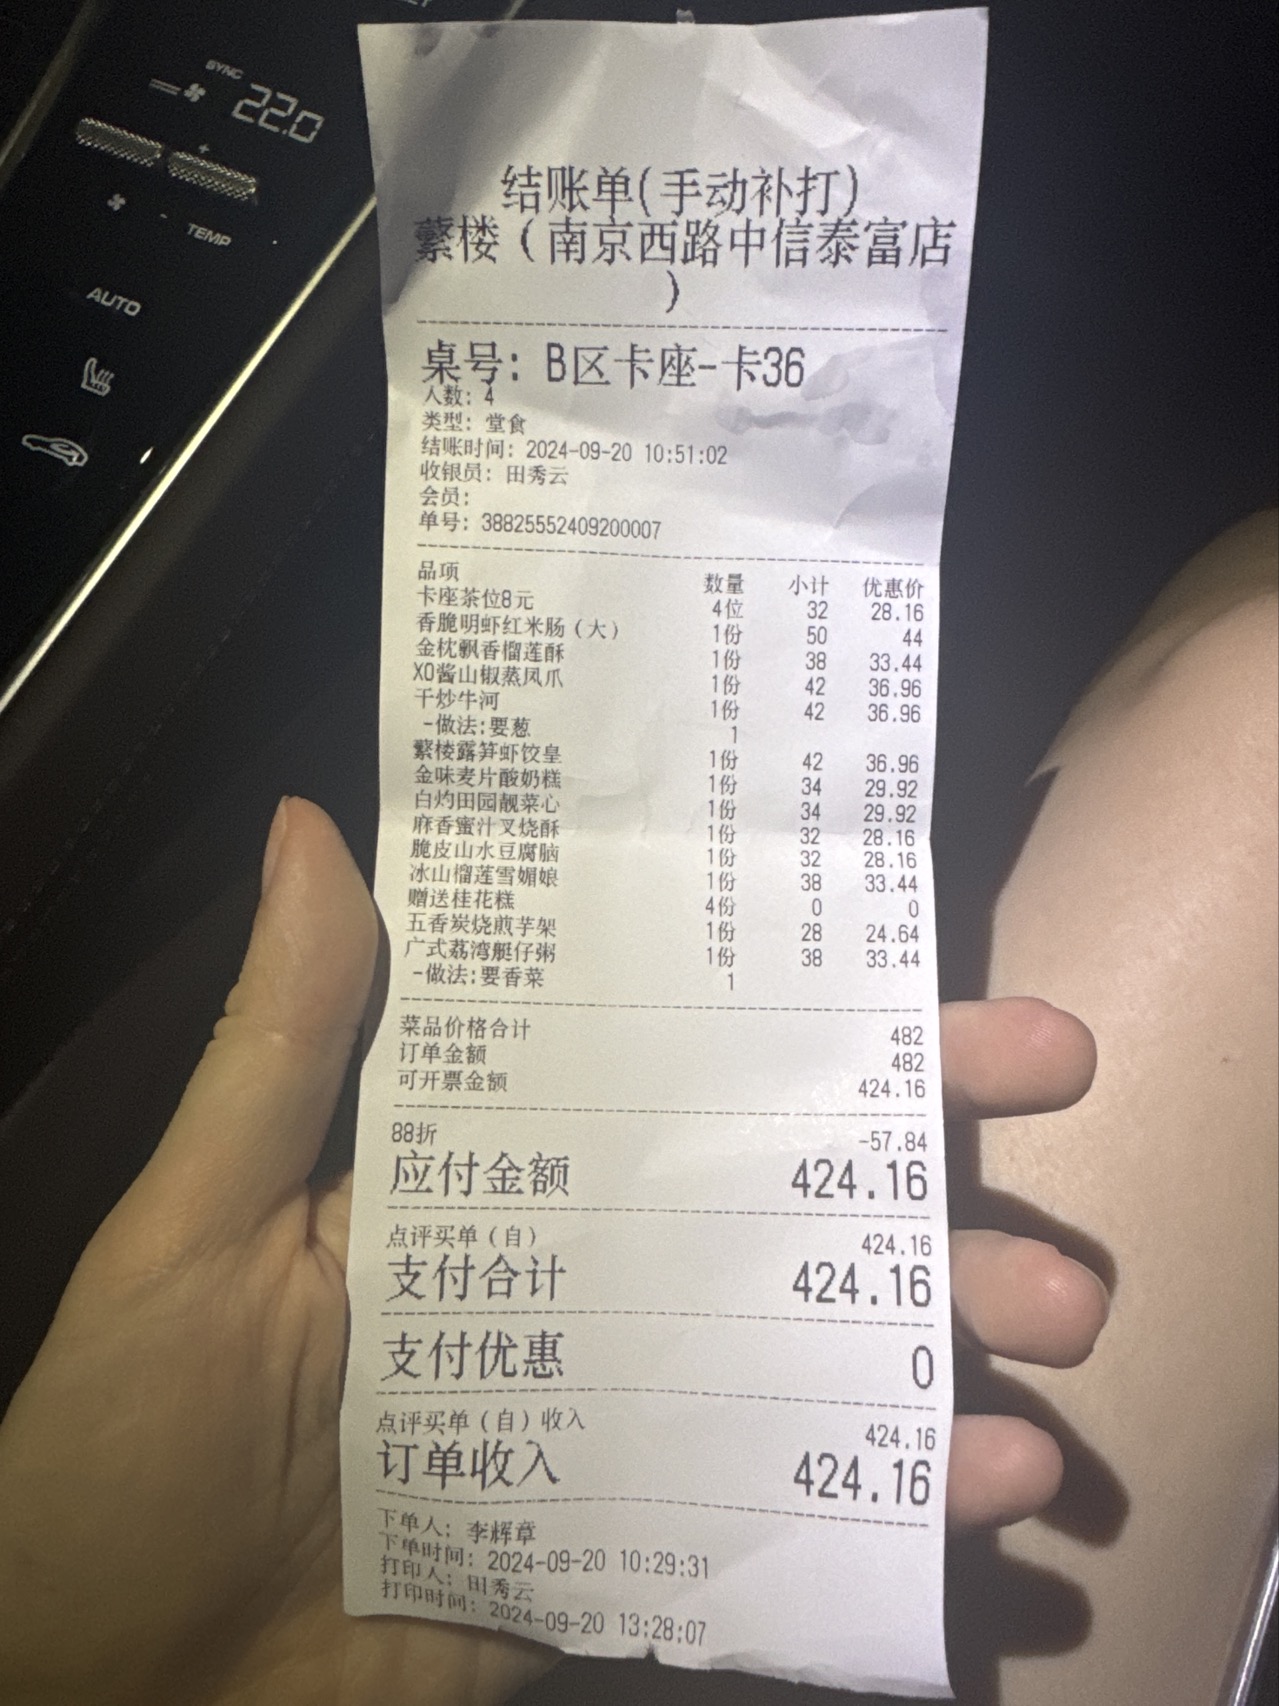 SYNC
22.0
+
-
TEMP
AUTO
结账单(手动补打)
蘩楼（南京西路中信泰富店
）
桌号: B区卡座-卡36
人数: 4
类型: 堂食
结账时间: 2024-09-20 10:51:02
收银员: 田秀云
会员:
单号: 38825552409200007
品项 数量 小计 优惠价
卡座茶位8元 4位 32 28.16
香脆明虾红米肠（大） 1份 50 44
金枕飘香榴莲酥 1份 38 33.44
XO酱山椒蒸凤爪 1份 42 36.96
干炒牛河 1份 42 36.96
-做法:要葱 1
蘩楼露笋虾饺皇 1份 42 36.96
金味麦片酸奶糕 1份 34 29.92
白灼田园靓菜心 1份 34 29.92
麻香蜜汁叉烧酥 1份 32 28.16
脆皮山水豆腐脑 1份 32 28.16
冰山榴莲雪媚娘 1份 38 33.44
赠送桂花糕 4份 0 0
五香炭烧煎芋架 1份 28 24.64
广式荔湾艇仔粥 1份 38 33.44
-做法:要香菜 1
菜品价格合计 482
订单金额 482
可开票金额 424.16
88折 -57.84
应付金额 424.16
点评买单（自） 424.16
支付合计 424.16
支付优惠 0
点评买单（自）收入 424.16
订单收入 424.16
下单人: 李辉章
下单时间: 2024-09-20 10:29:31
打印人: 田秀云
打印时间: 2024-09-20 13:28:07